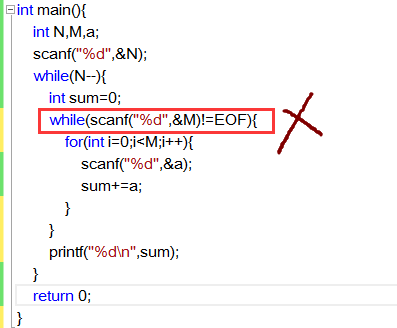 int main(){
int N,M,a;
scanf("%d",&N);
while(N--){
int sum=0;
while(scanf("%d",&M)!=EOF){
for(int i=0;i<M;i++){
scanf("%d",&a);
sum+=a;
}
}
printf("%d\n",sum);
}
return 0;
}